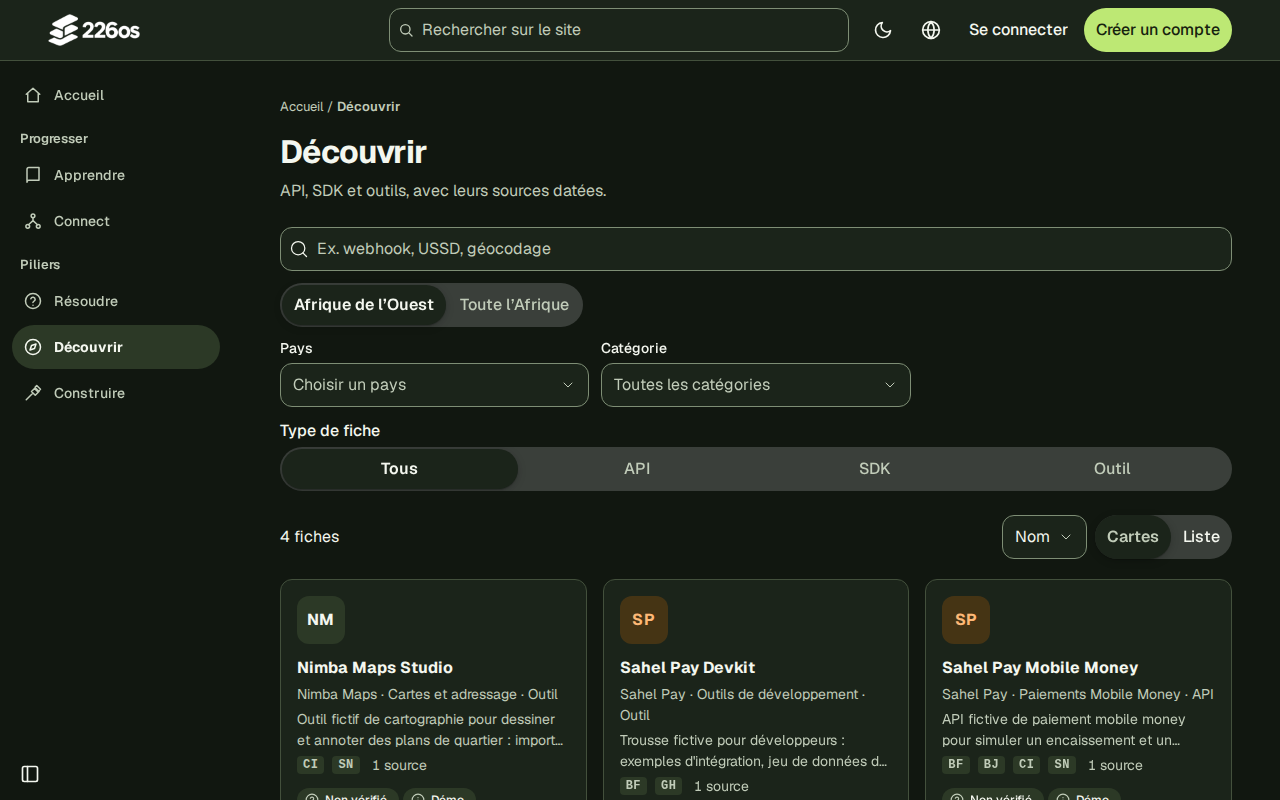 226os
Rechercher sur le site
Se connecter
Créer un compte
Accueil
Progresser
Apprendre
Connect
Piliers
Résoudre
Découvrir
Construire
Accueil / Découvrir
Découvrir
API, SDK et outils, avec leurs sources datées.
Ex. webhook, USSD, géocodage
Afrique de l’Ouest
Toute l’Afrique
Pays
Catégorie
Choisir un pays
Toutes les catégories
Type de fiche
Tous
API
SDK
Outil
4 fiches
Nom
Cartes
Liste
NM
Nimba Maps Studio
Nimba Maps · Cartes et adressage · Outil
Outil fictif de cartographie pour dessiner
et annoter des plans de quartier : import…
CI SN 1 source
Non vérifié Démo
SP
Sahel Pay Devkit
Sahel Pay · Outils de développement ·
Outil
Trousse fictive pour développeurs :
exemples d'intégration, jeu de données d…
BF GH 1 source
SP
Sahel Pay Mobile Money
Sahel Pay · Paiements Mobile Money · API
API fictive de paiement mobile money
pour simuler un encaissement et un…
BF BJ CI SN 1 source
Non vérifié Démo